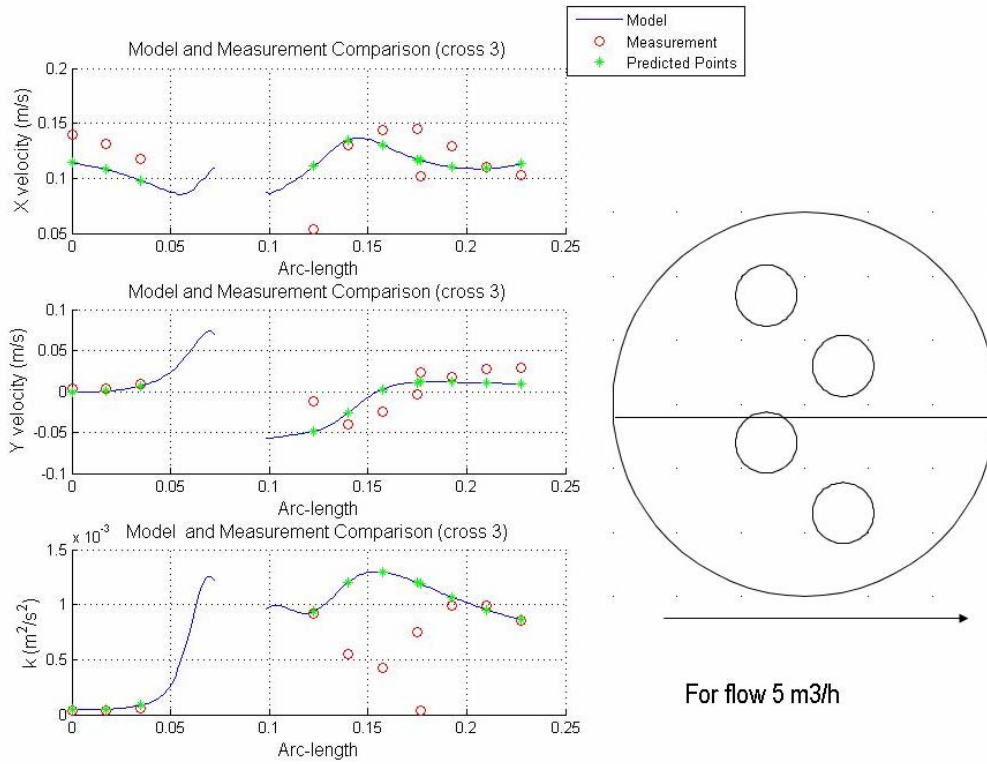 Model
Measurement
Predicted Points
Model and Measurement Comparison (cross 3)
X velocity (m/s)
0.2
0.15
0.1
0.05
0 0.05 0.1 0.15 0.2 0.25
Arc-length
Model and Measurement Comparison (cross 3)
Y velocity (m/s)
0.1
0.05
0
-0.05
-0.1
0 0.05 0.1 0.15 0.2 0.25
Arc-length
Model and Measurement Comparison (cross 3)
x 10⁻³
k (m²/s²)
1.5
1
0.5
0
0 0.05 0.1 0.15 0.2 0.25
Arc-length
For flow 5 m3/h